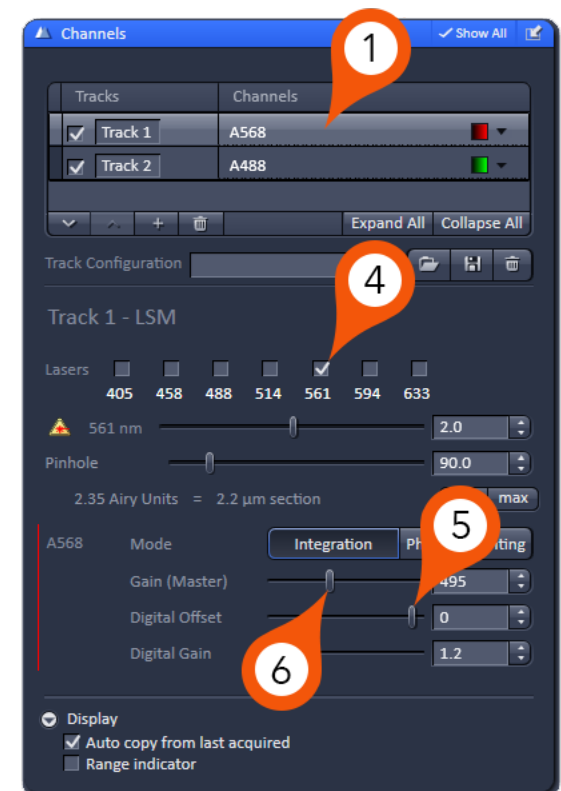 Channels
Show All
1
Tracks Channels
Track 1 A568
Track 2 A488
Expand All Collapse All
Track Configuration
4
Track 1 - LSM
Lasers
405 458 488 514 561 594 633
561 nm 2.0
Pinhole 90.0
2.35 Airy Units = 2.2 µm section max
5
A568 Mode Integration
Gain (Master) 495
Digital Offset 0
Digital Gain 1.2
6
Display
Auto copy from last acquired
Range indicator